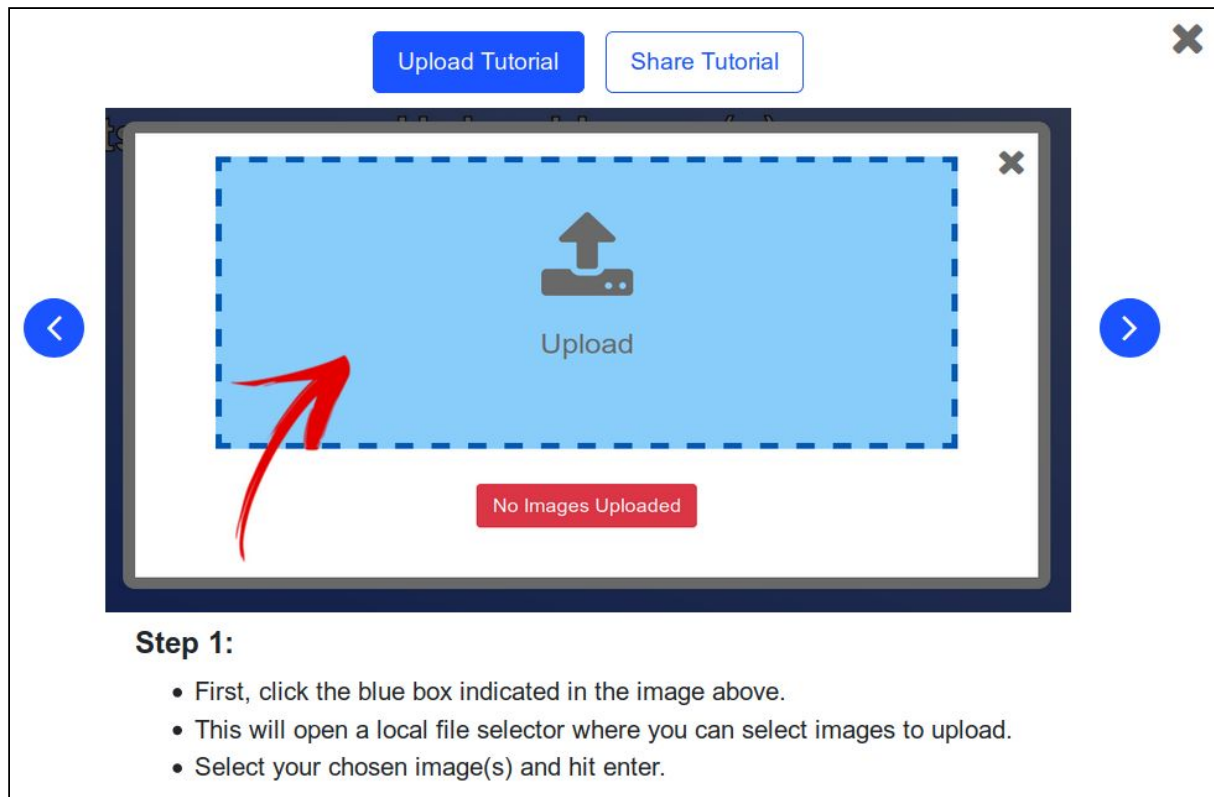 Upload Tutorial
Share Tutorial
Upload
No Images Uploaded
Step 1:
• First, click the blue box indicated in the image above.
• This will open a local file selector where you can select images to upload.
• Select your chosen image(s) and hit enter.